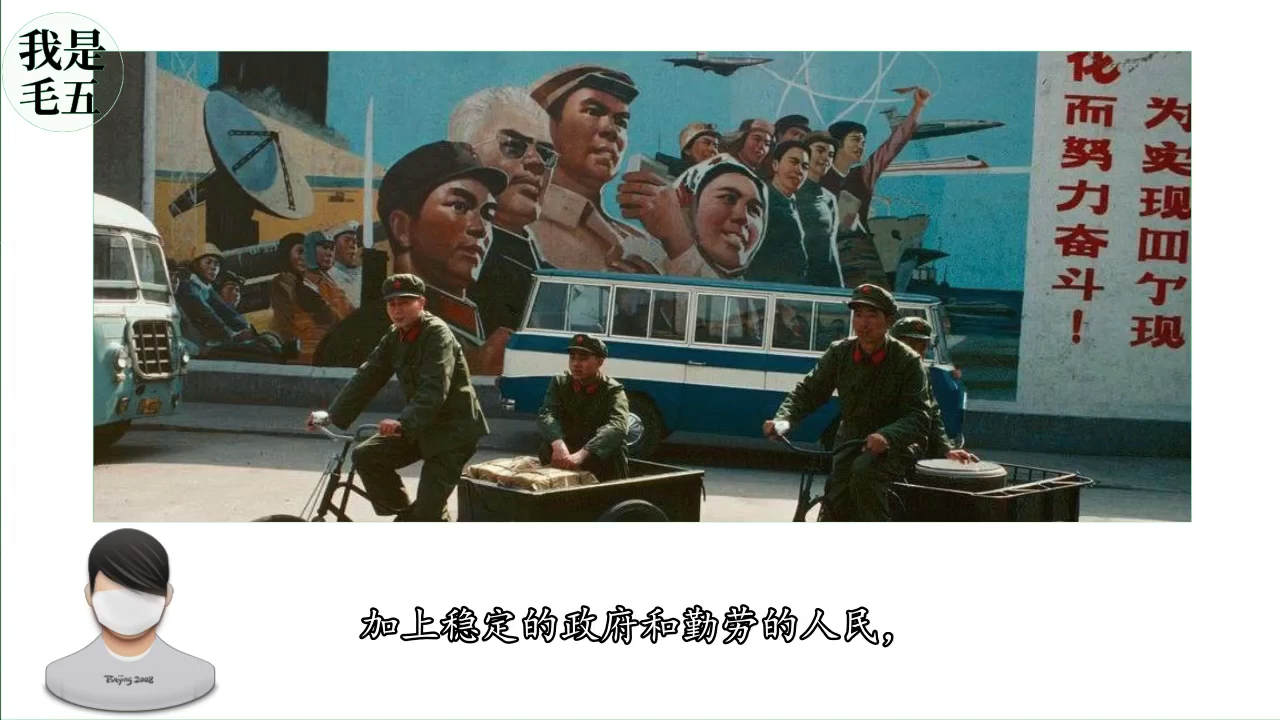 我是
毛五
为实现四个现
化而努力奋斗！
加上稳定的政府和勤劳的人民,
Beijing 2008